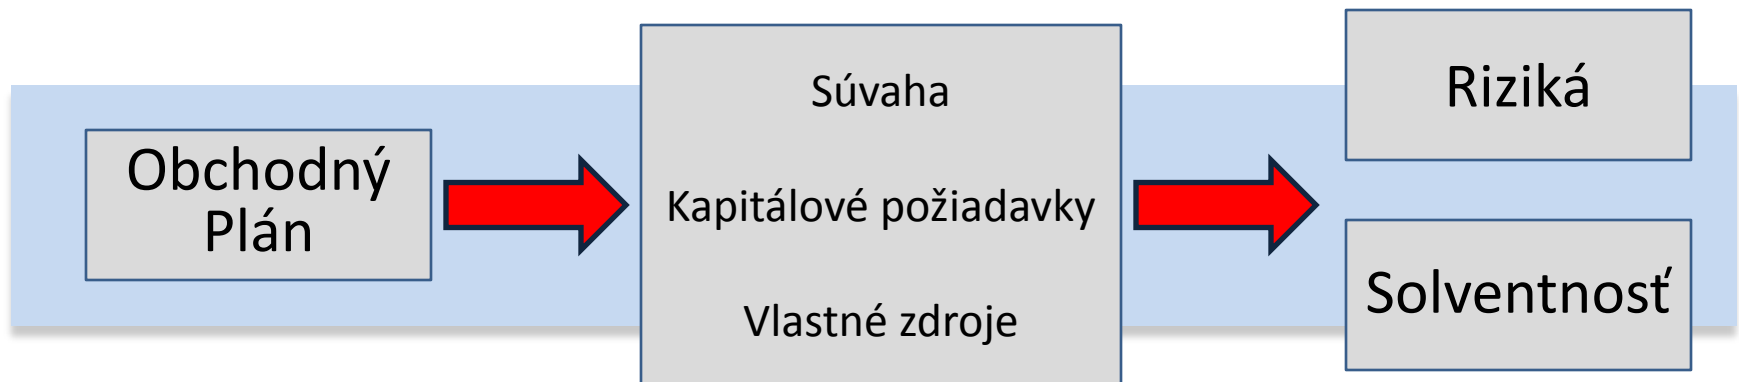 Obchodný
Plán
Súvaha
Kapitálové požiadavky
Vlastné zdroje
Riziká
Solventnosť